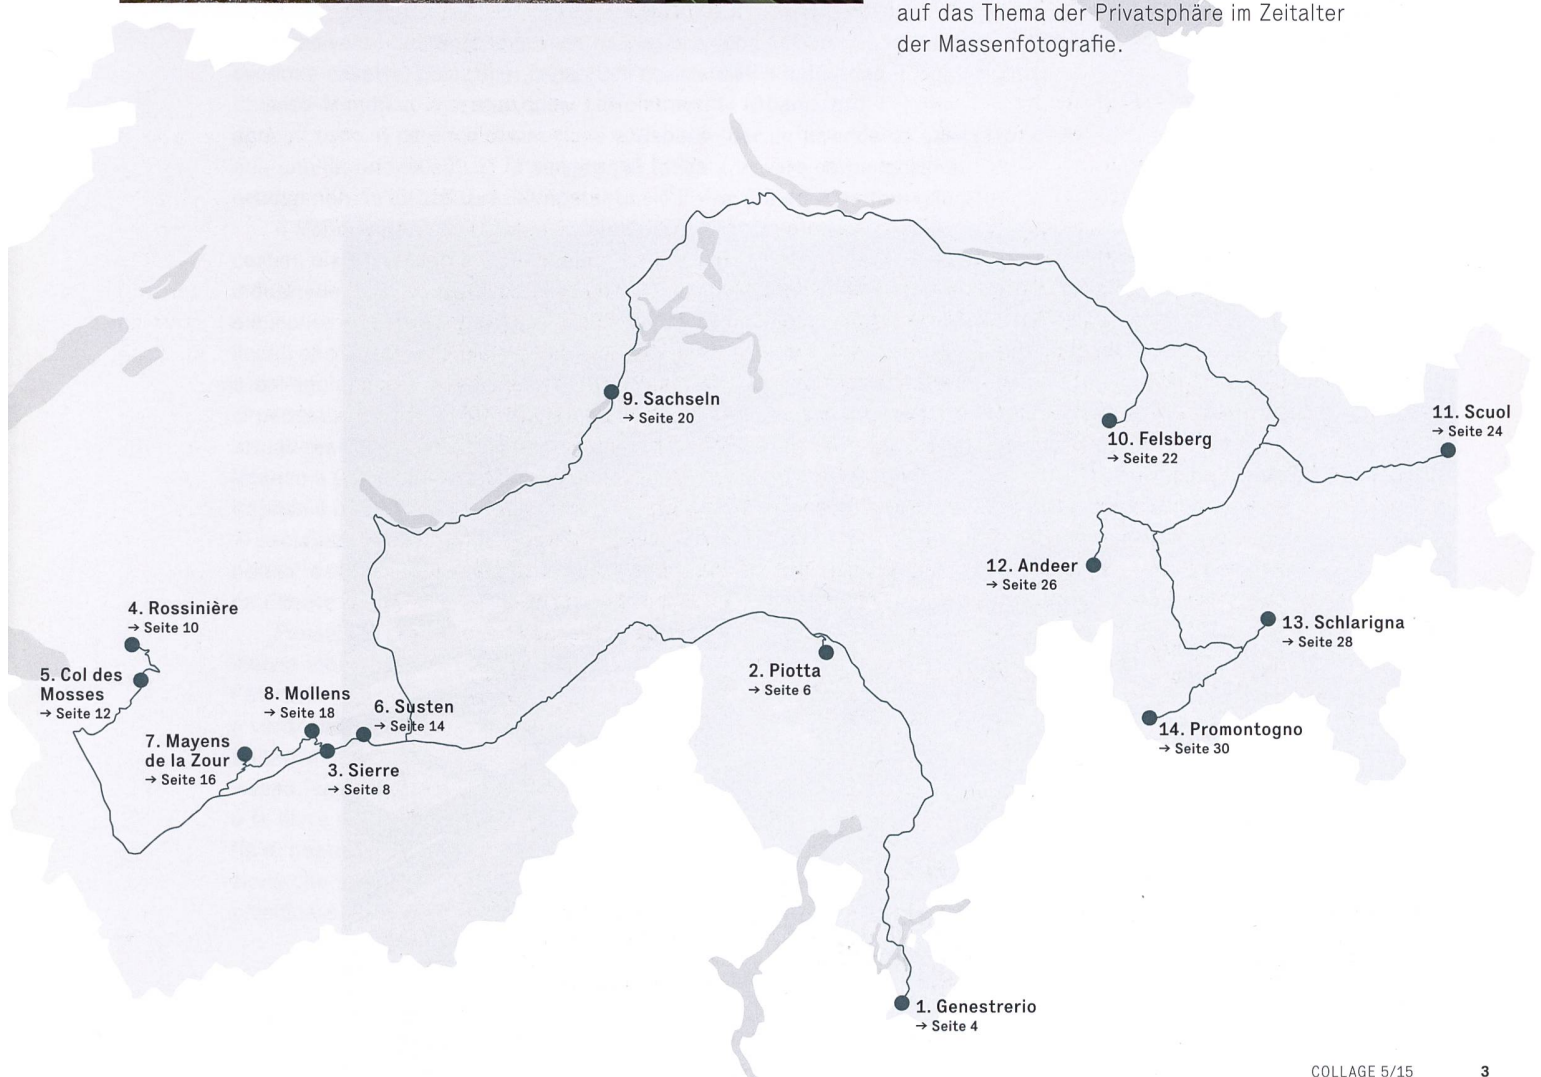 auf das Thema der Privatsphäre im Zeitalter
der Massenfotografie.
9. Sachseln
→ Seite 20
11. Scuol
→ Seite 24
10. Felsberg
→ Seite 22
12. Andeer
→ Seite 26
4. Rossinière
→ Seite 10
13. Schlarigna
→ Seite 28
5. Col des
Mosses
→ Seite 12
2. Piotta
→ Seite 6
8. Mollens
→ Seite 18
6. Susten
→ Seite 14
14. Promontogno
→ Seite 30
7. Mayens
de la Zour
→ Seite 16
3. Sierre
→ Seite 8
1. Genestrerio
→ Seite 4
COLLAGE 5/15 3